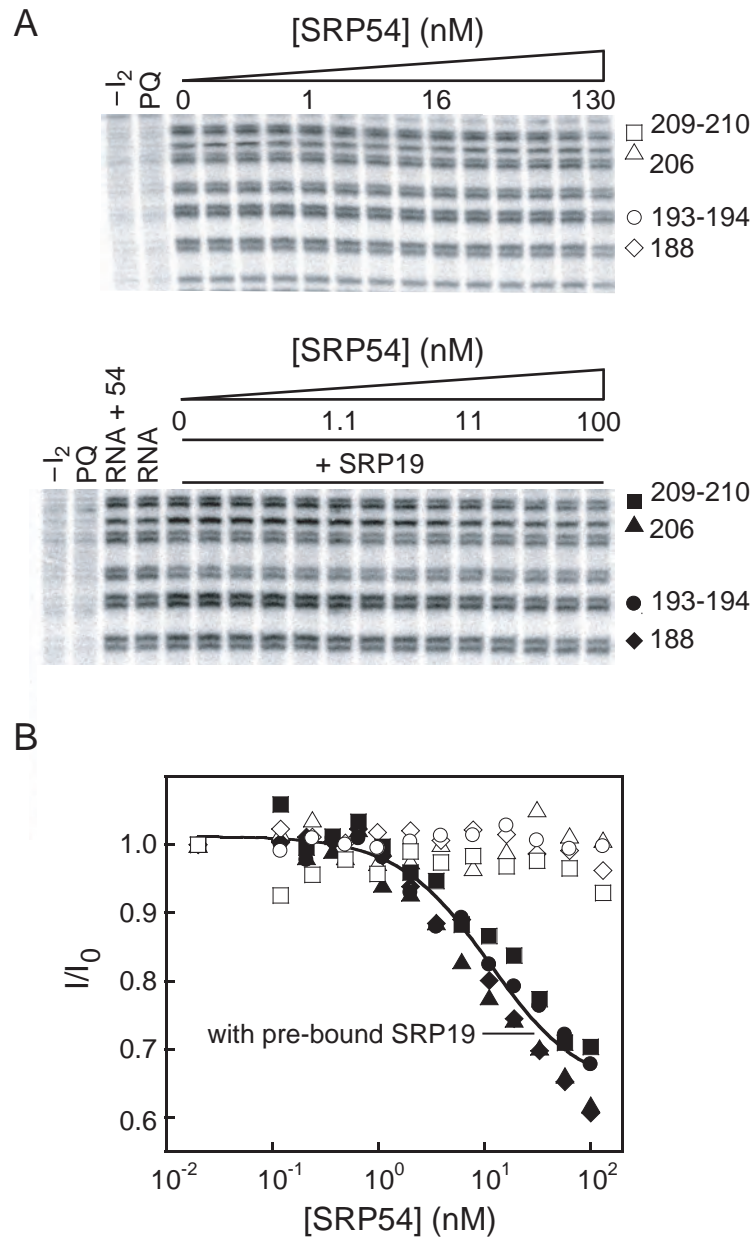 A
[SRP54] (nM)
–I2
PQ
0 1 16 130
209-210
206
193-194
188
[SRP54] (nM)
–I2
PQ
RNA + 54
RNA
0 1.1 11 100
+ SRP19
209-210
206
193-194
188
B
I/I0
1.0
0.9
0.8
0.7
0.6
with pre-bound SRP19
10-2 10-1 100 101 102
[SRP54] (nM)